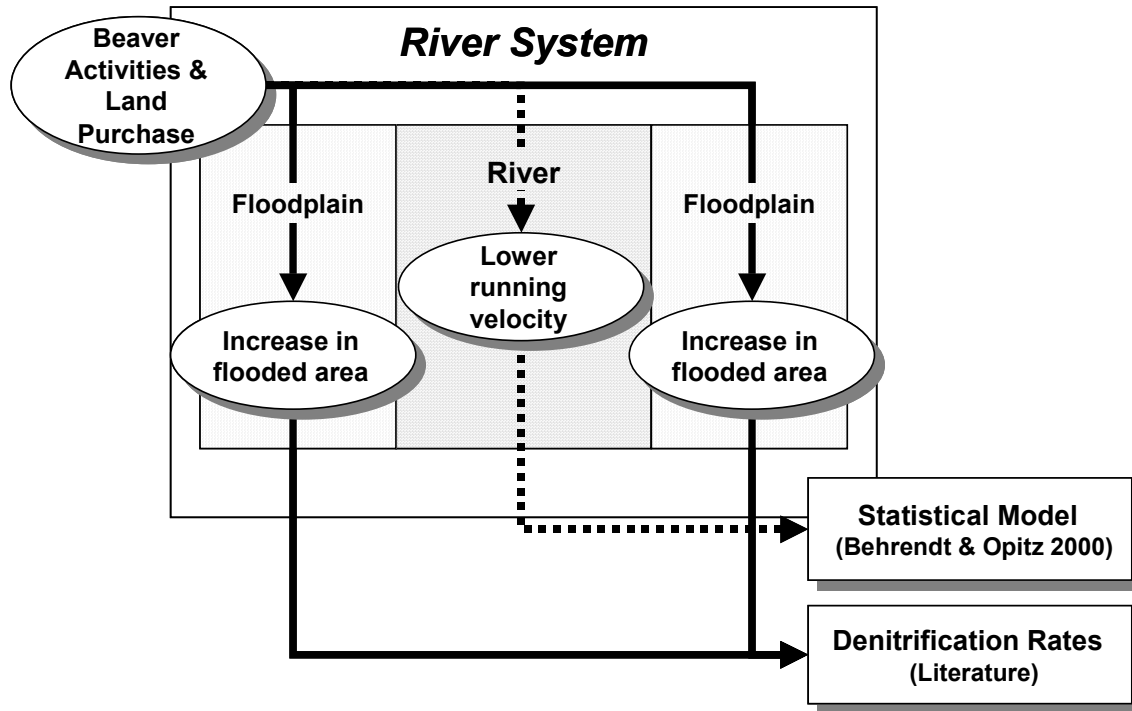 River System
Beaver
Activities &
Land
Purchase
Floodplain
River
Floodplain
Lower
running
velocity
Increase in
flooded area
Increase in
flooded area
Statistical Model
(Behrendt & Opitz 2000)
Denitrification Rates
(Literature)